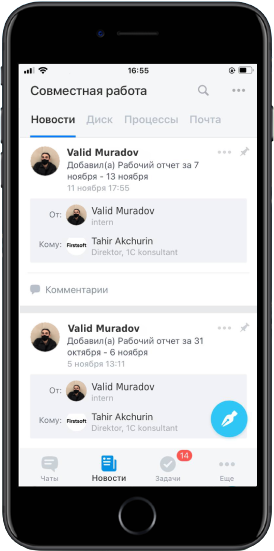 16:55
Совместная работа
Новости Диск Процессы Почта
Valid Muradov
Добавил(а) Рабочий отчет за 7
ноября - 13 ноября
11 ноября 17:55
От: Valid Muradov
Intern
Кому: Firstsoft Tahir Akchurin
Direktor, 1C konsultant
Комментарии
Valid Muradov
Добавил(а) Рабочий отчет за 31
октября - 6 ноября
5 ноября 13:11
От: Valid Muradov
Intern
Кому: Firstsoft Tahir Akchurin
Direktor, 1C konsultant
14
Чаты Новости Задачи Еще